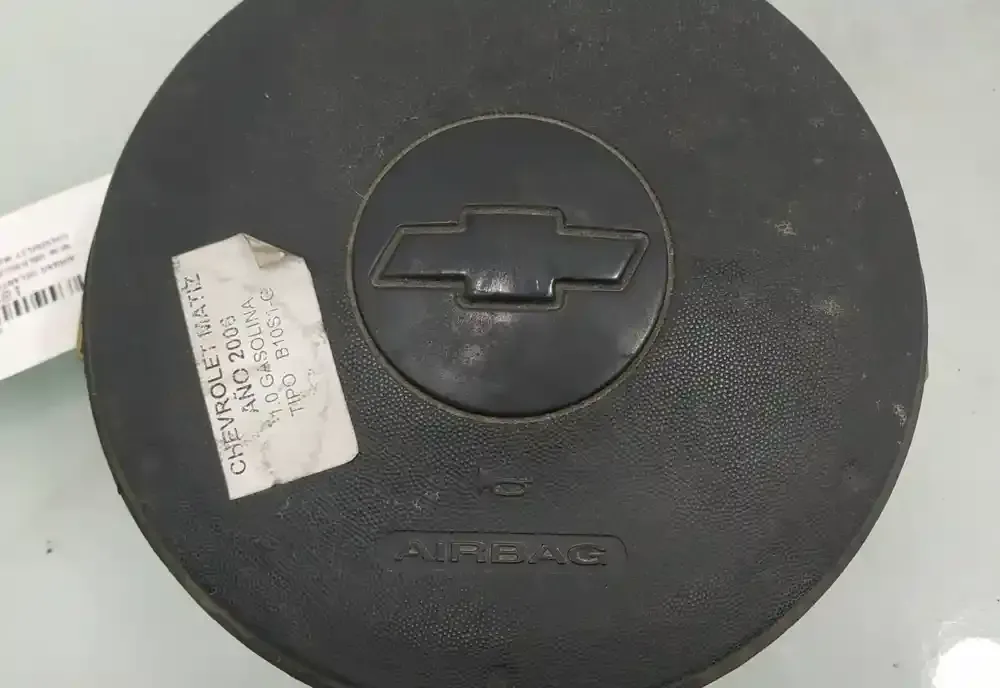 CHEVROLET MATIZ
AÑO 2006
1.0 GASOLINA
TIPO B10S1-G
AIRBAG